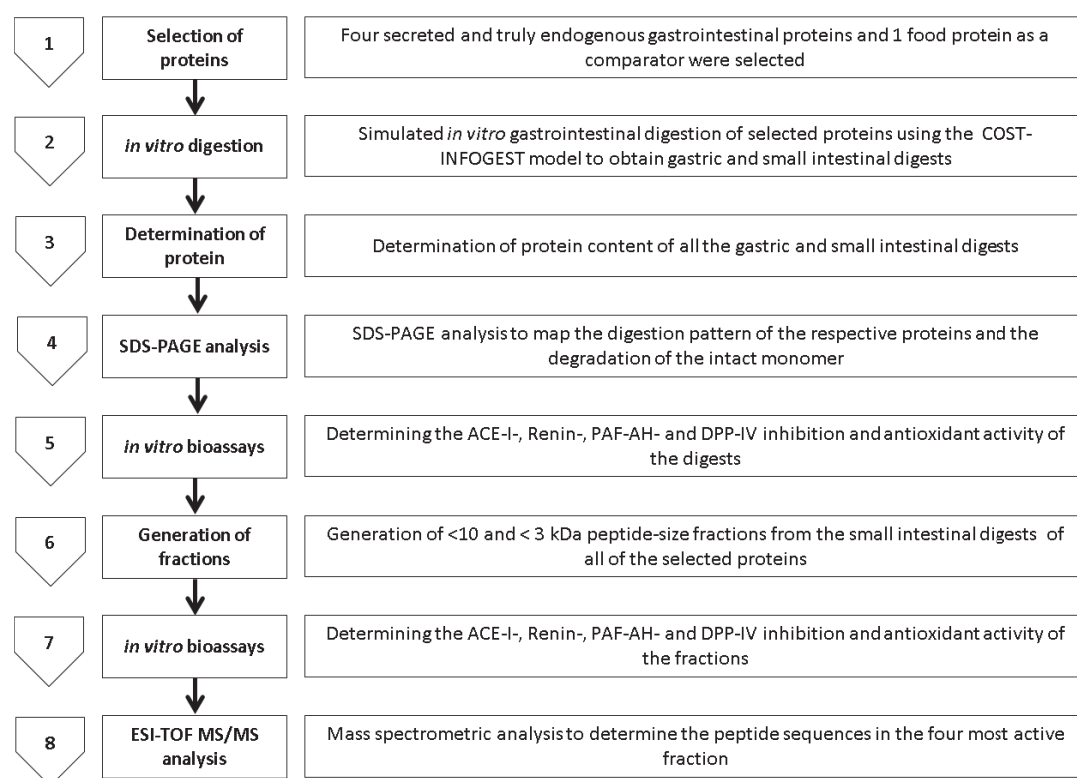 1
Selection of
proteins
Four secreted and truly endogenous gastrointestinal proteins and 1 food protein as a
comparator were selected
2
in vitro digestion
Simulated in vitro gastrointestinal digestion of selected proteins using the COST-
INFOGEST model to obtain gastric and small intestinal digests
3
Determination of
protein
Determination of protein content of all the gastric and small intestinal digests
4
SDS-PAGE analysis
SDS-PAGE analysis to map the digestion pattern of the respective proteins and the
degradation of the intact monomer
5
in vitro bioassays
Determining the ACE-I-, Renin-, PAF-AH- and DPP-IV inhibition and antioxidant activity of
the digests
6
Generation of
fractions
Generation of <10 and < 3 kDa peptide-size fractions from the small intestinal digests of
all of the selected proteins
7
in vitro bioassays
Determining the ACE-I-, Renin-, PAF-AH- and DPP-IV inhibition and antioxidant activity of
the fractions
8
ESI-TOF MS/MS
analysis
Mass spectrometric analysis to determine the peptide sequences in the four most active
fraction